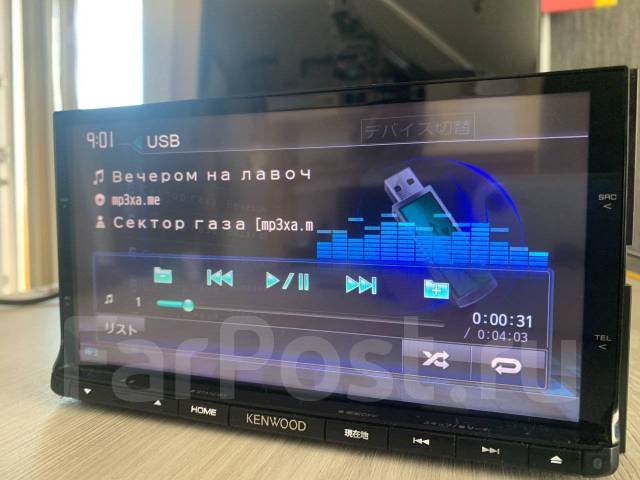 9:01 USB デバイス切替
Вечером на лавоч
mp3xa.me
Сектор газа [mp3xa.m
1
0:00:31
/ 0:04:03
リスト
SRC
TEL
HOME KENWOOD 現在地
FarPost.ru